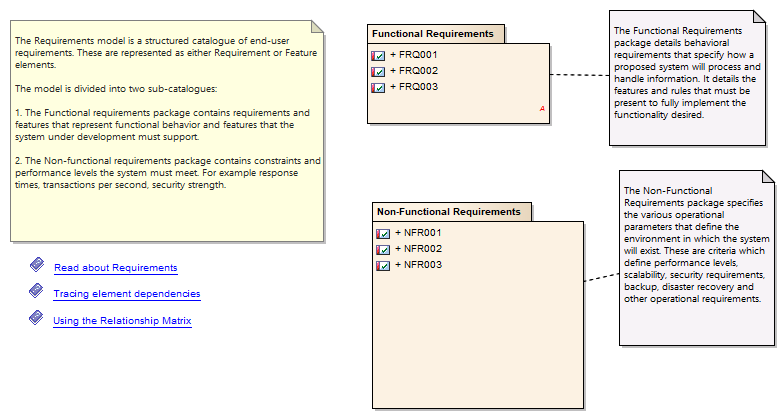 The Requirements model is a structured catalogue of end-user
requirements. These are represented as either Requirement or Feature
elements.
The model is divided into two sub-catalogues:
1. The Functional requirements package contains requirements and
features that represent functional behavior and features that the
system under development must support.
2. The Non-functional requirements package contains constraints and
performance levels the system must meet. For example response
times, transactions per second, security strength.
Read about Requirements
Tracing element dependencies
Using the Relationship Matrix
Functional Requirements
+ FRQ001
+ FRQ002
+ FRQ003
A
The Functional Requirements
package details behavioral
requirements that specify how a
proposed system will process and
handle information. It details the
features and rules that must be
present to fully implement the
functionality desired.
Non-Functional Requirements
+ NFR001
+ NFR002
+ NFR003
The Non-Functional
Requirements package specifies
the various operational
parameters that define the
environment in which the system
will exist. These are criteria which
define performance levels,
scalability, security requirements,
backup, disaster recovery and
other operational requirements.